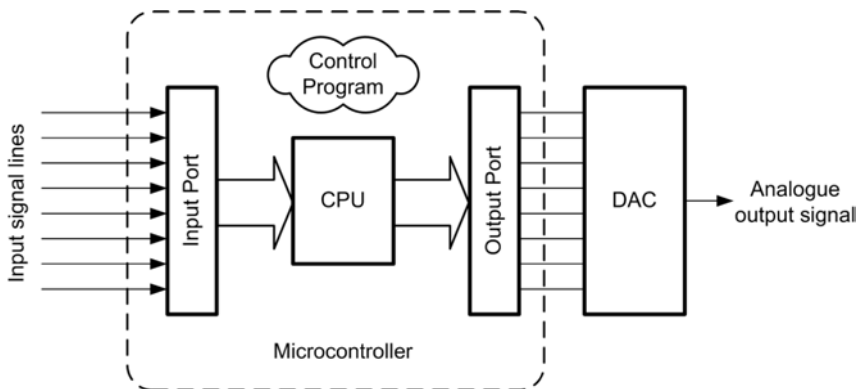 Control
Program
Input signal lines
Input Port
CPU
Output Port
DAC
Analogue
output signal
Microcontroller